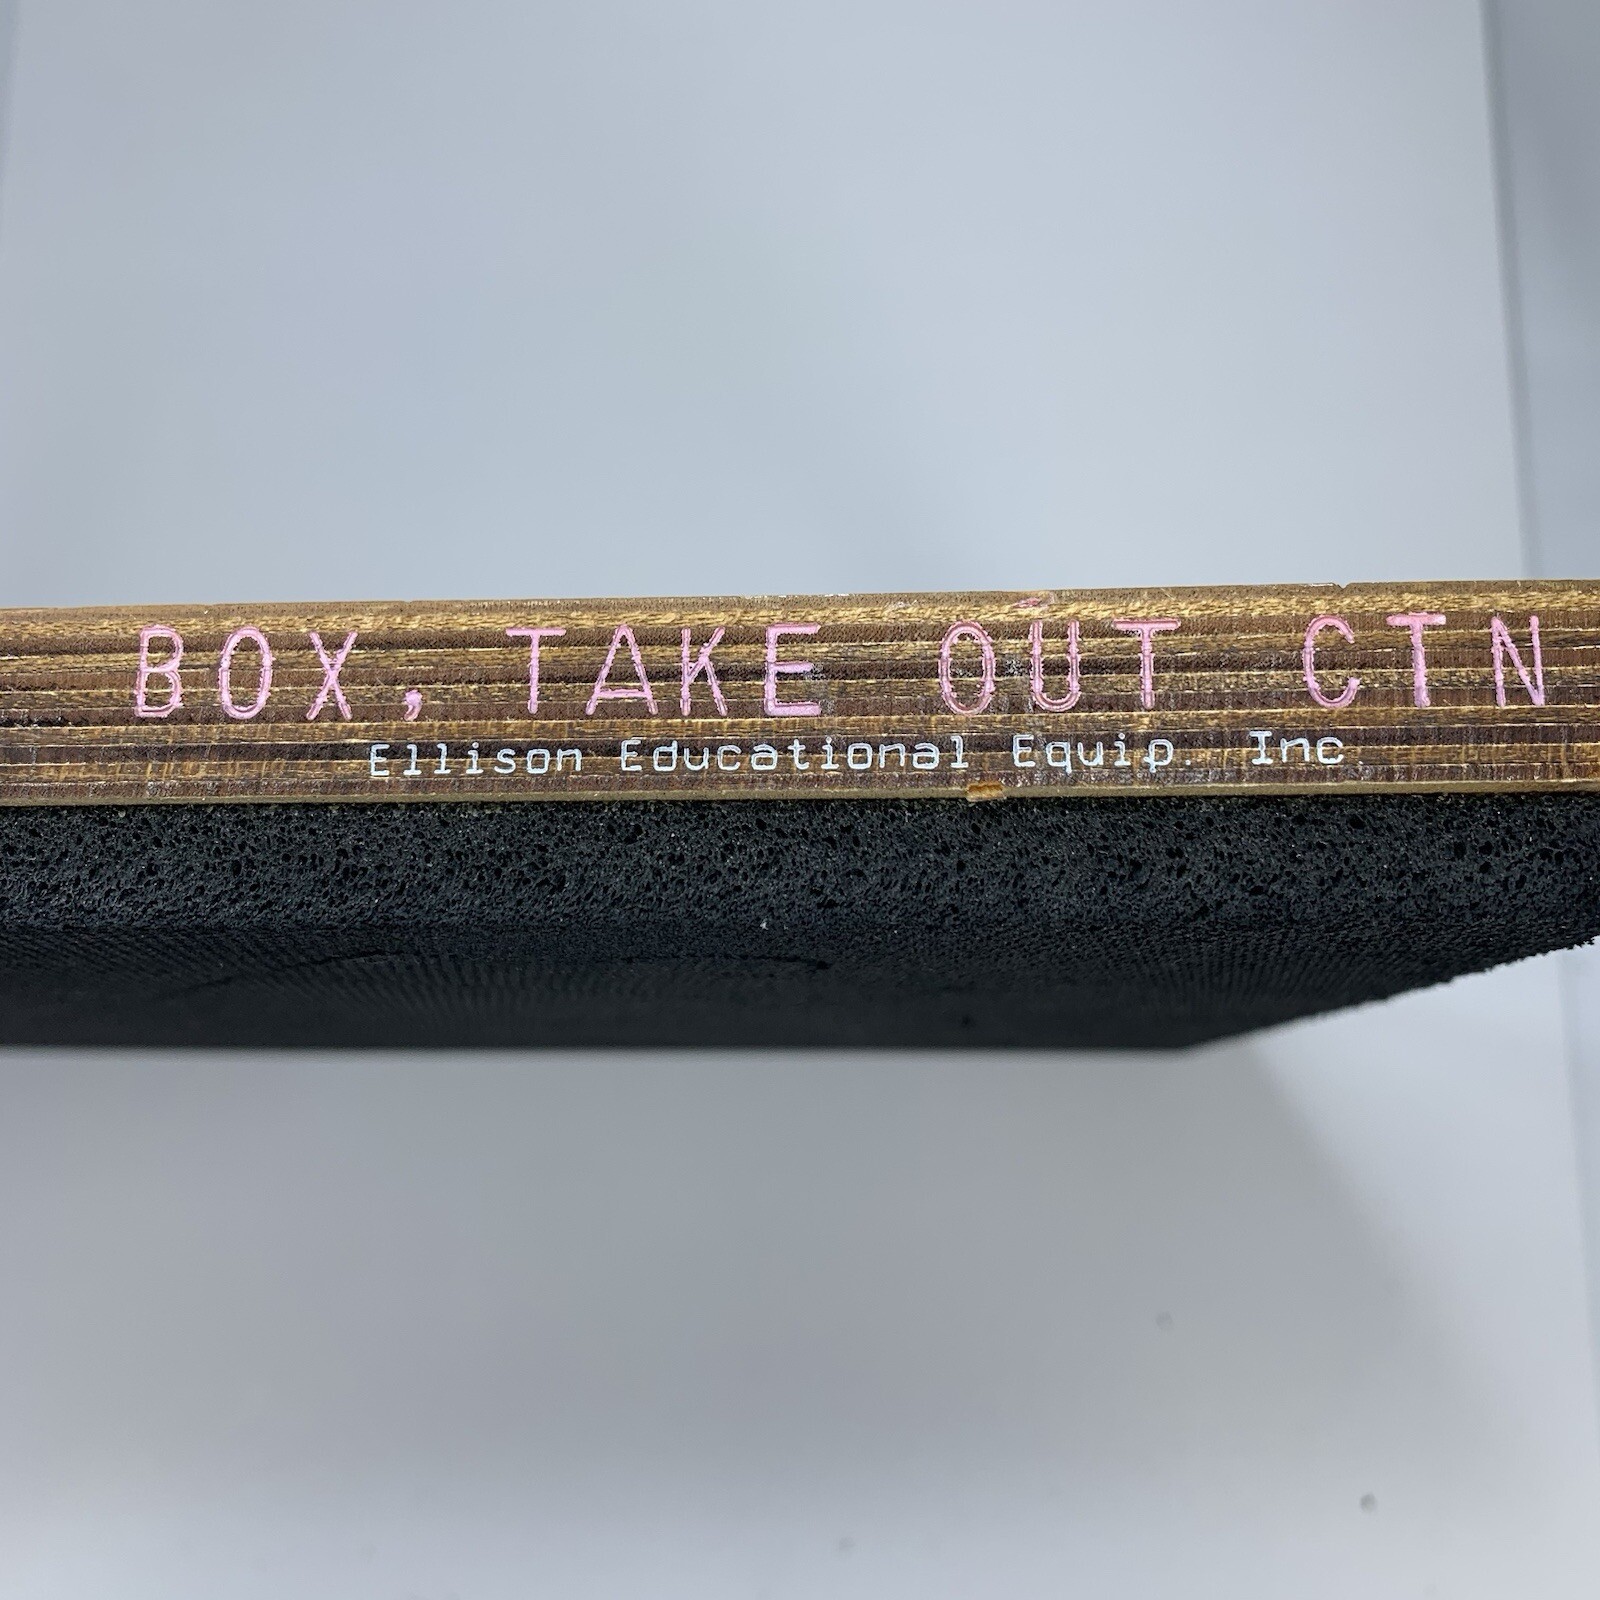 BOX, TAKE OUT CTN
Ellison Educational Equip. Inc.